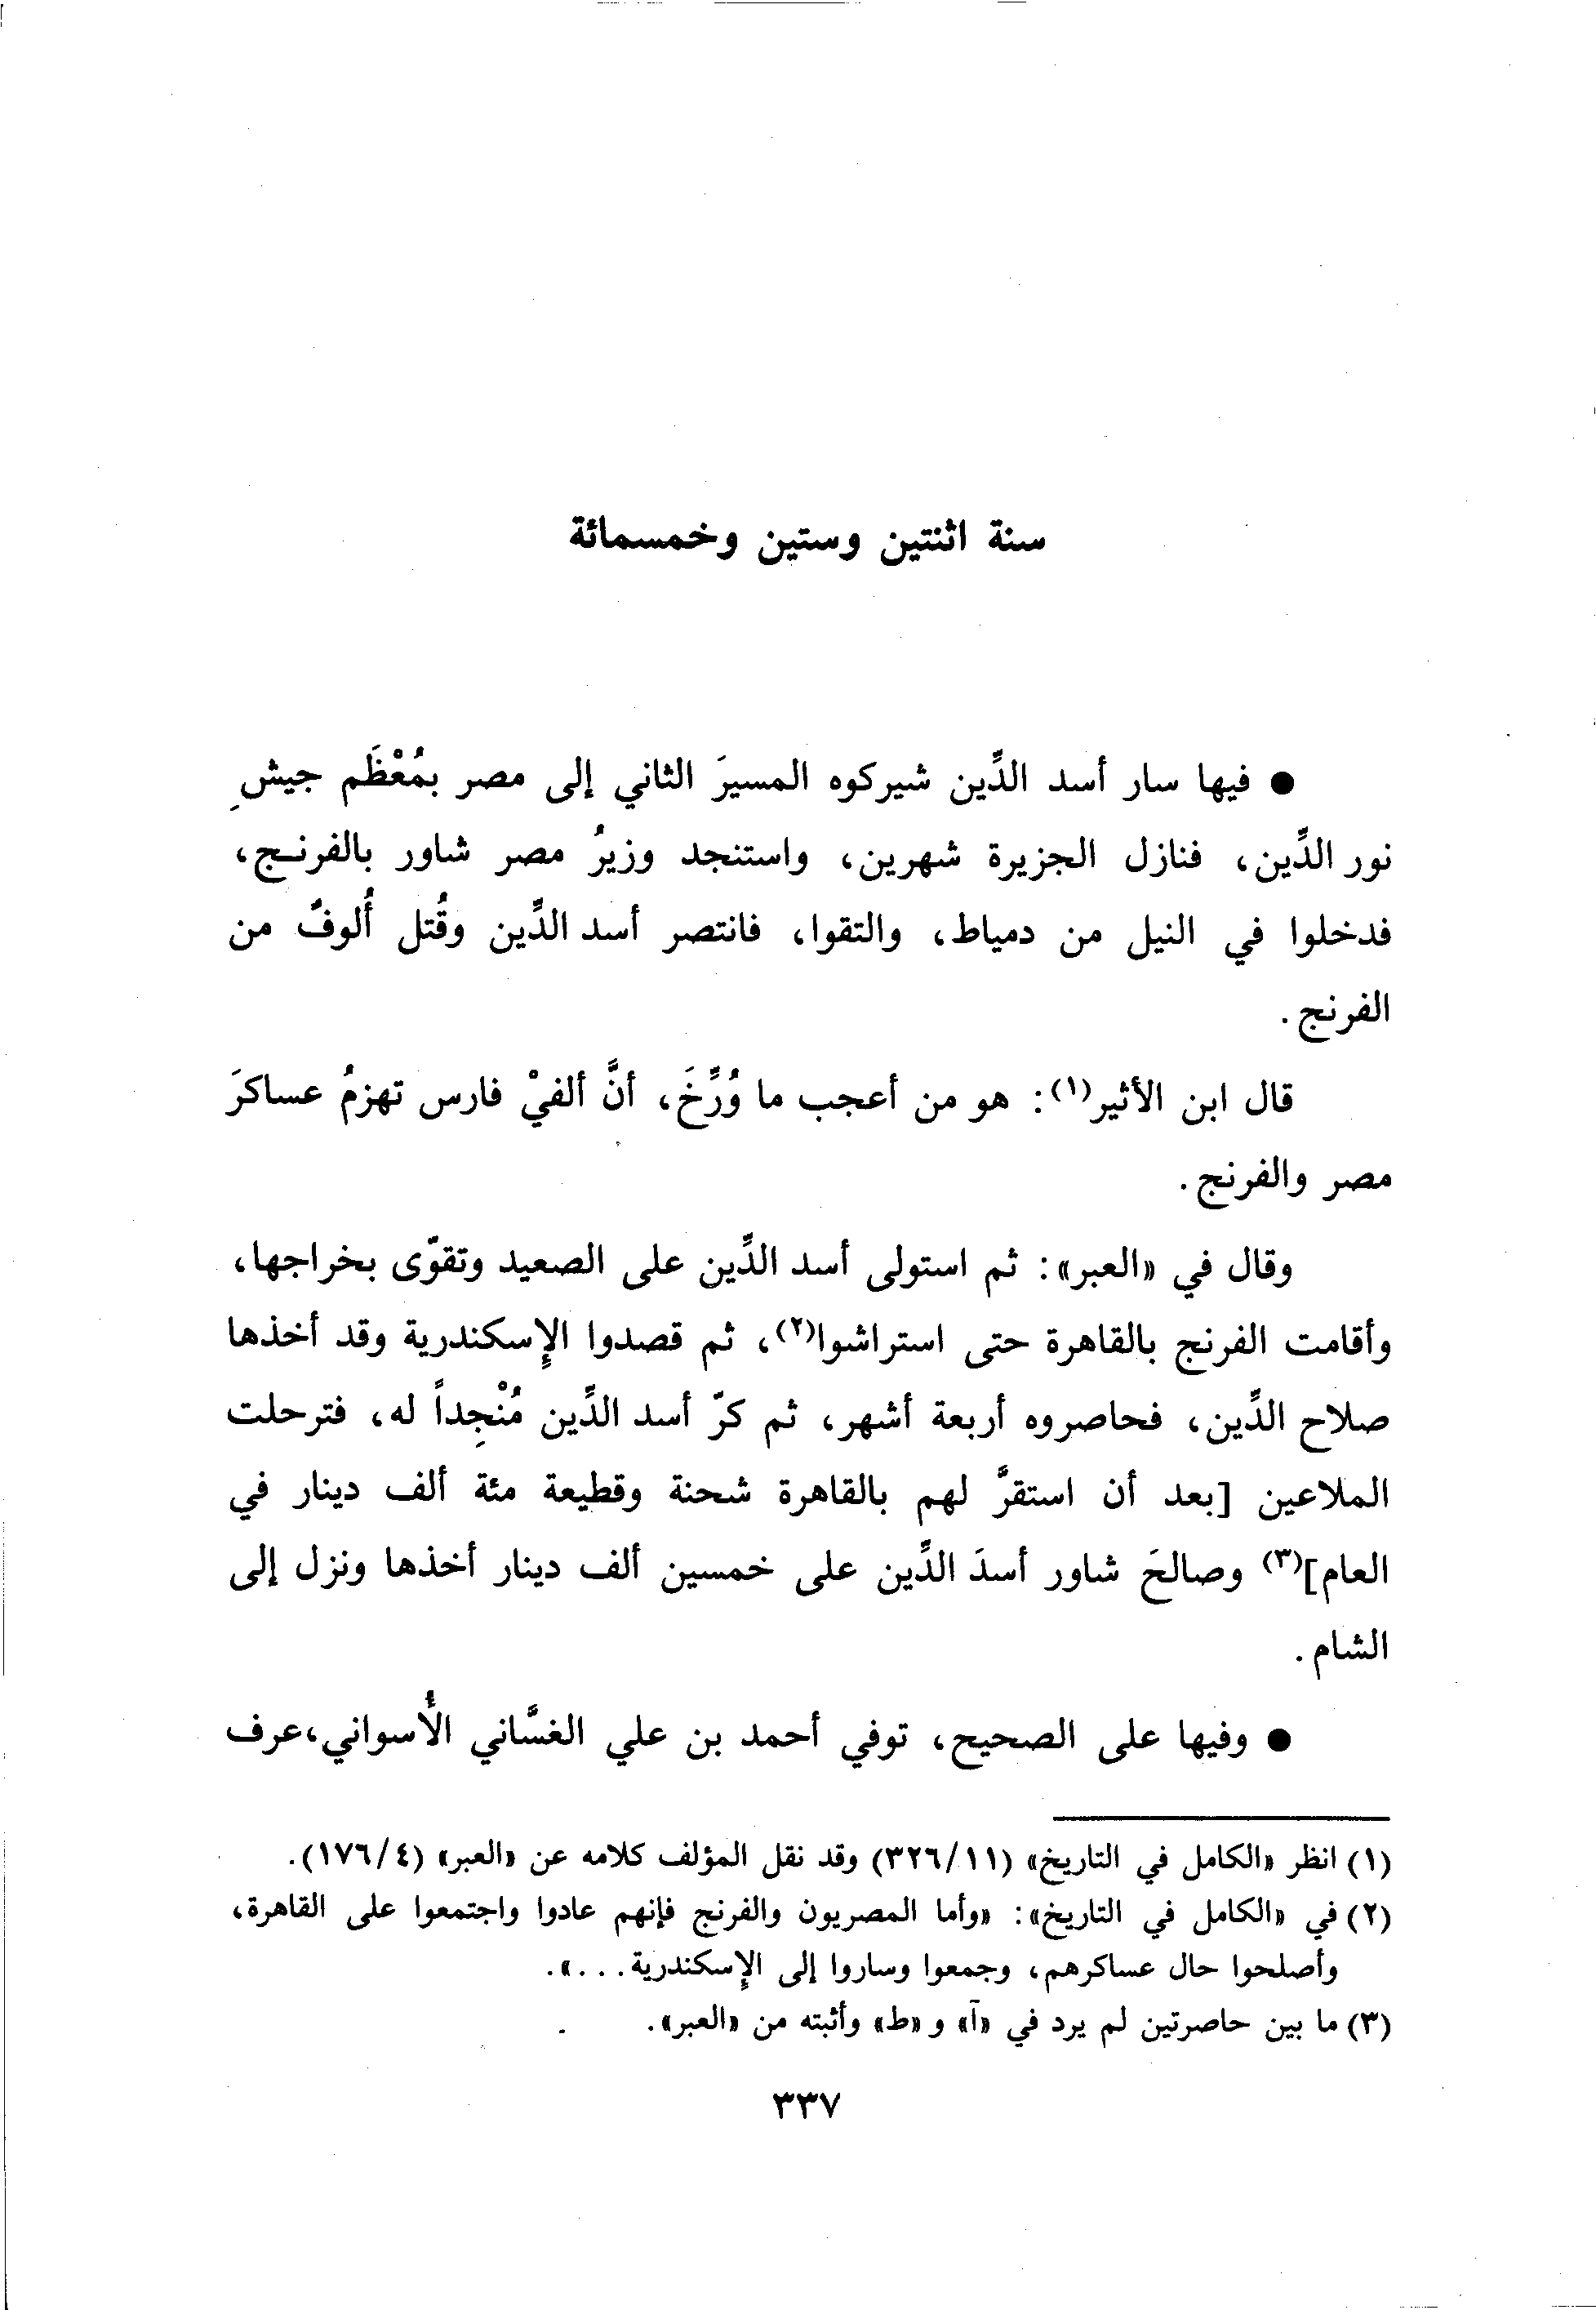 سنة اثنتين وستين وخمسمائة
● فيها سار أسد الدِّين شيركوه المسيرَ الثاني إلى مصر بمُعْظَم جيشِ
نور الدِّين، فنازل الجزيرة شهرين، واستنجد وزيرُ مصر شاور بالفرنـج،
فدخلوا في النيل من دمياط، والتقوا، فانتصر أسد الدِّين وقُتل أُلوفٌ من
الفرنج.
قال ابن الأثير(١): هو من أعجب ما وُرِّخَ، أنَّ ألفيْ فارس تهزمُ عساكرَ
مصر والفرنج.
وقال في «العبر»: ثم استولى أسد الدِّين على الصعيد وتقوّى بخراجها،
وأقامت الفرنج بالقاهرة حتى استراشوا(٢)، ثم قصدوا الإِسكندرية وقد أخذها
صلاح الدِّين، فحاصروه أربعة أشهر، ثم كرّ أسد الدِّين مُنْجِداً له، فترحلت
الملاعين [بعد أن استقرَّ لهم بالقاهرة شحنة وقطيعة مئة ألف دينار في
العام](٣) وصالحَ شاور أسدَ الدِّين على خمسين ألف دينار أخذها ونزل إلى
الشام.
● وفيها على الصحيح، توفي أحمد بن علي الغسَّاني الأُسواني،عرف
(١) انظر «الكامل في التاريخ» (٣٢٦/١١) وقد نقل المؤلف كلامه عن «العبر» (١٧٦/٤).
(٢) في «الكامل في التاريخ»: «وأما المصريون والفرنج فإنهم عادوا واجتمعوا على القاهرة،
وأصلحوا حال عساكرهم، وجمعوا وساروا إلى الإِسكندرية...».
(٣) ما بين حاصرتين لم يرد في «آ» و «ط» وأثبته من «العبر».
٣٣٧